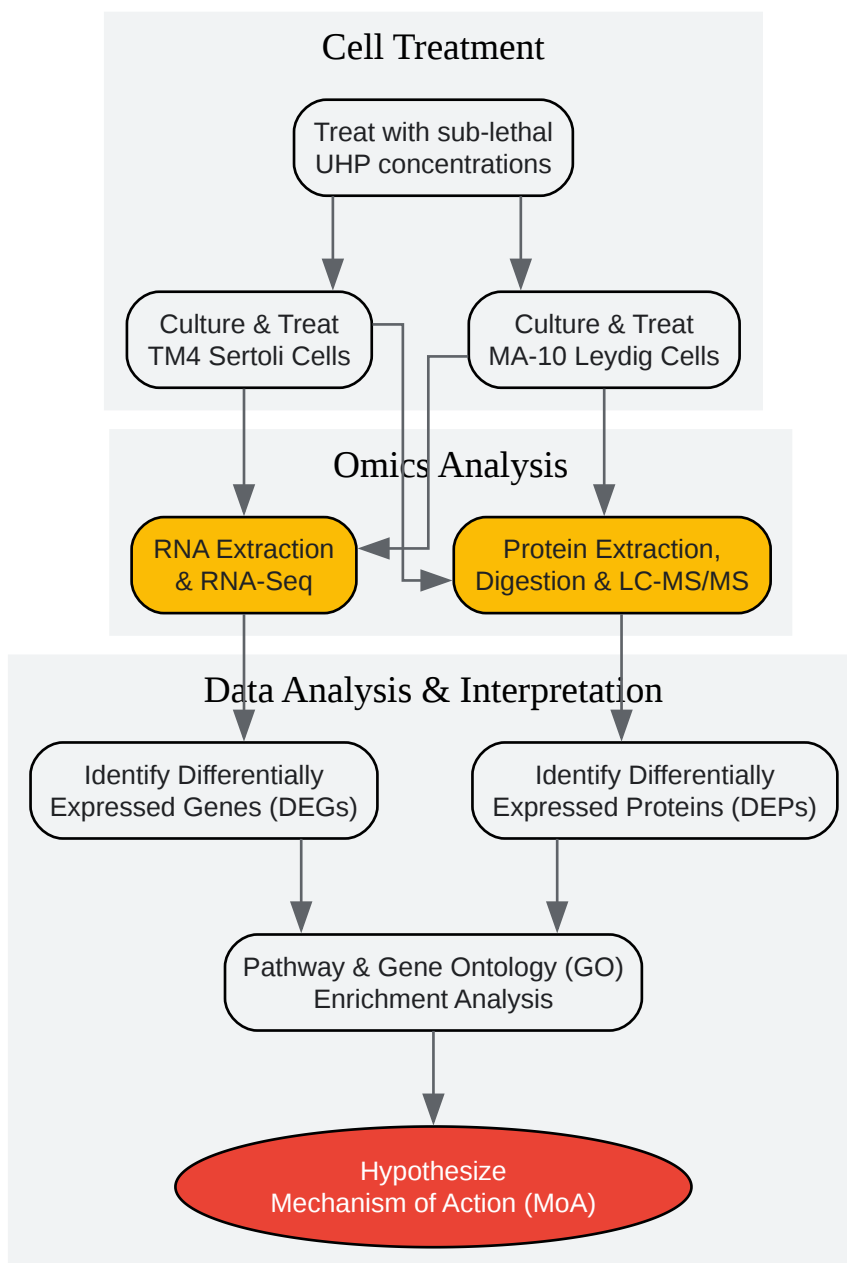 Cell Treatment
Treat with sub-lethal
UHP concentrations
Culture & Treat
TM4 Sertoli Cells
Culture & Treat
MA-10 Leydig Cells
Omics Analysis
RNA Extraction
& RNA-Seq
Protein Extraction,
Digestion & LC-MS/MS
Data Analysis & Interpretation
Identify Differentially
Expressed Genes (DEGs)
Identify Differentially
Expressed Proteins (DEPs)
Pathway & Gene Ontology (GO)
Enrichment Analysis
Hypothesize
Mechanism of Action (MoA)